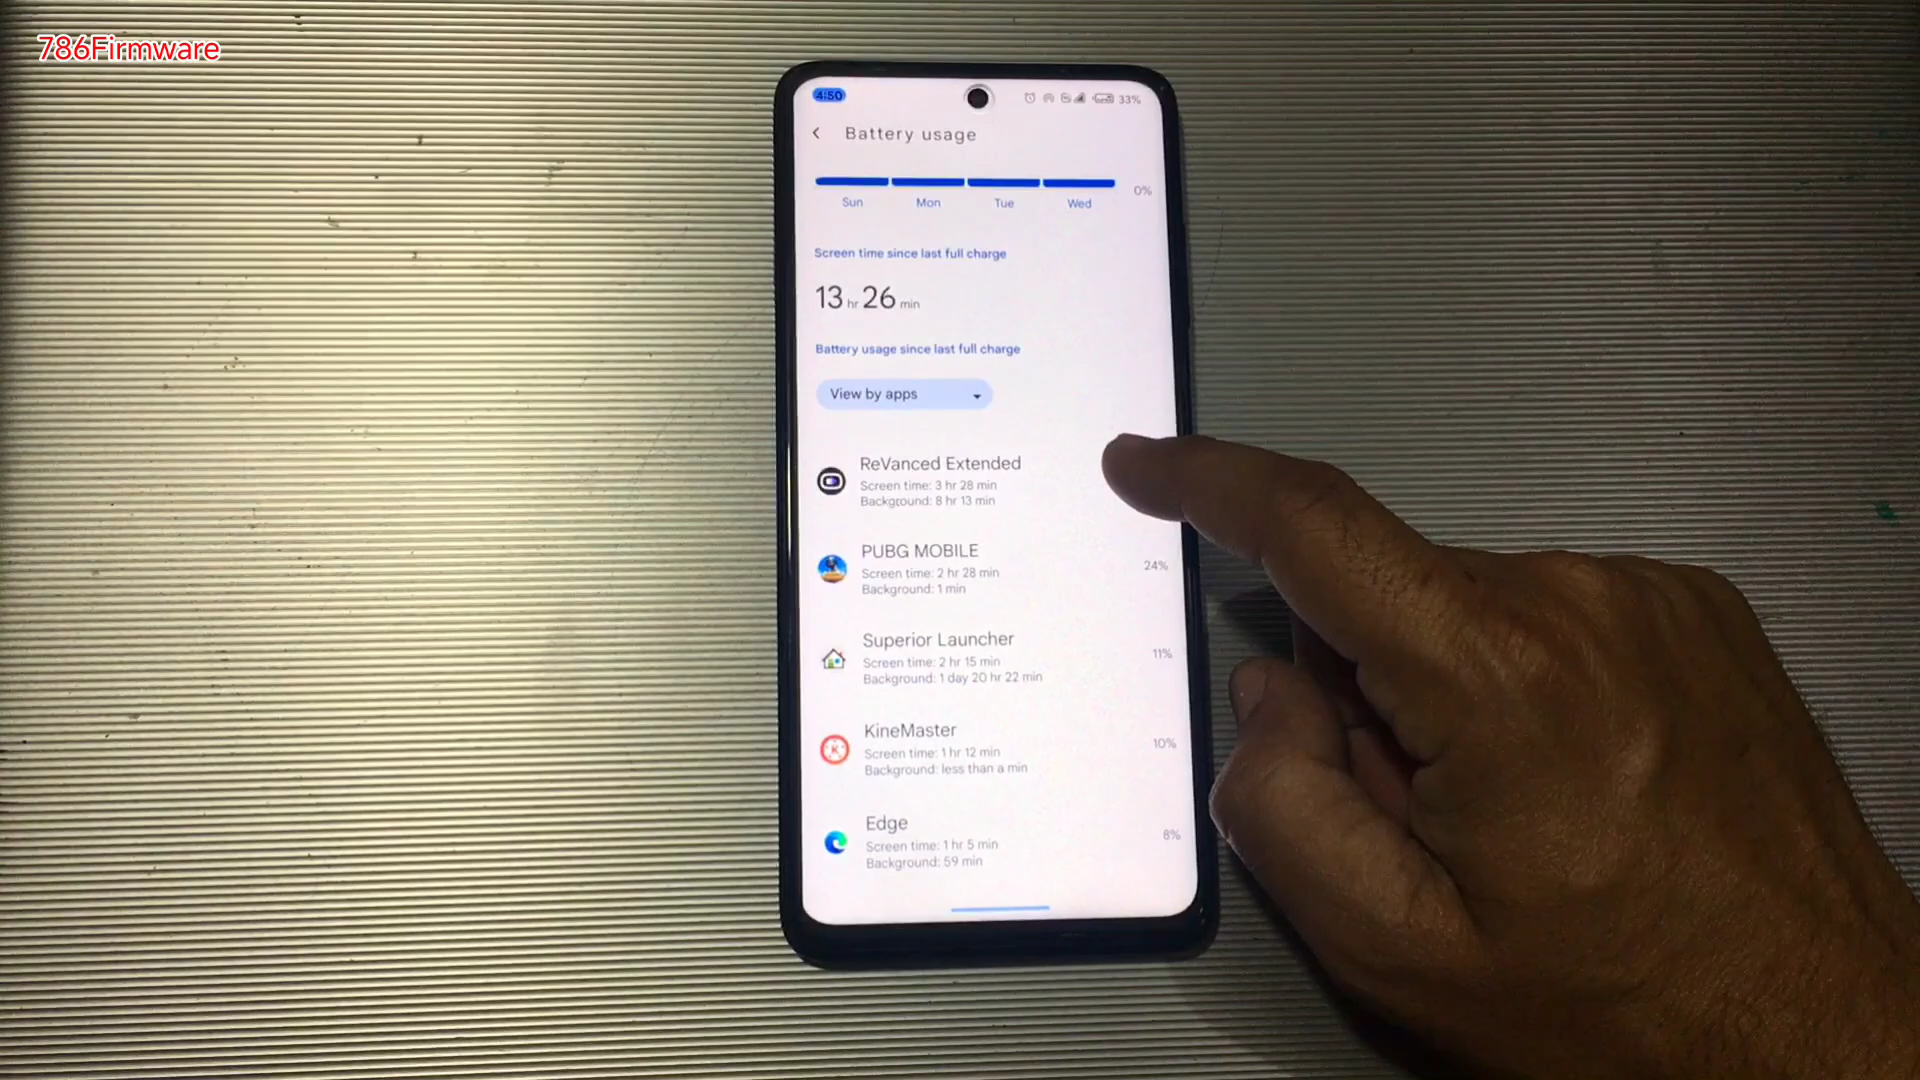 786Firmware
4:50
33%
Battery usage
0%
Sun Mon Tue Wed
Screen time since last full charge
13 hr 26 min
Battery usage since last full charge
View by apps
ReVanced Extended
Screen time: 3 hr 28 min
Background: 8 hr 13 min
PUBG MOBILE
Screen time: 2 hr 28 min
Background: 1 min
24%
Superior Launcher
Screen time: 2 hr 15 min
Background: 1 day 20 hr 22 min
11%
KineMaster
Screen time: 1 hr 12 min
Background: less than a min
10%
Edge
Screen time: 1 hr 5 min
Background: 59 min
8%